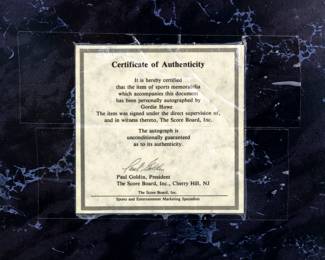 Certificate of Authenticity
It is hereby certified
that the item of sports memorabilia
which accompanies this document
has been personally autographed by
Gordie Howe
The item was signed under the direct supervision of,
and in witness thereto, The Score Board, Inc.
The autograph is
unconditionally guaranteed
as to its authenticity.
Paul Goldin
Paul Goldin, President
The Score Board, Inc., Cherry Hill, NJ
The Score Board, Inc.
Sports and Entertainment Marketing Specialists